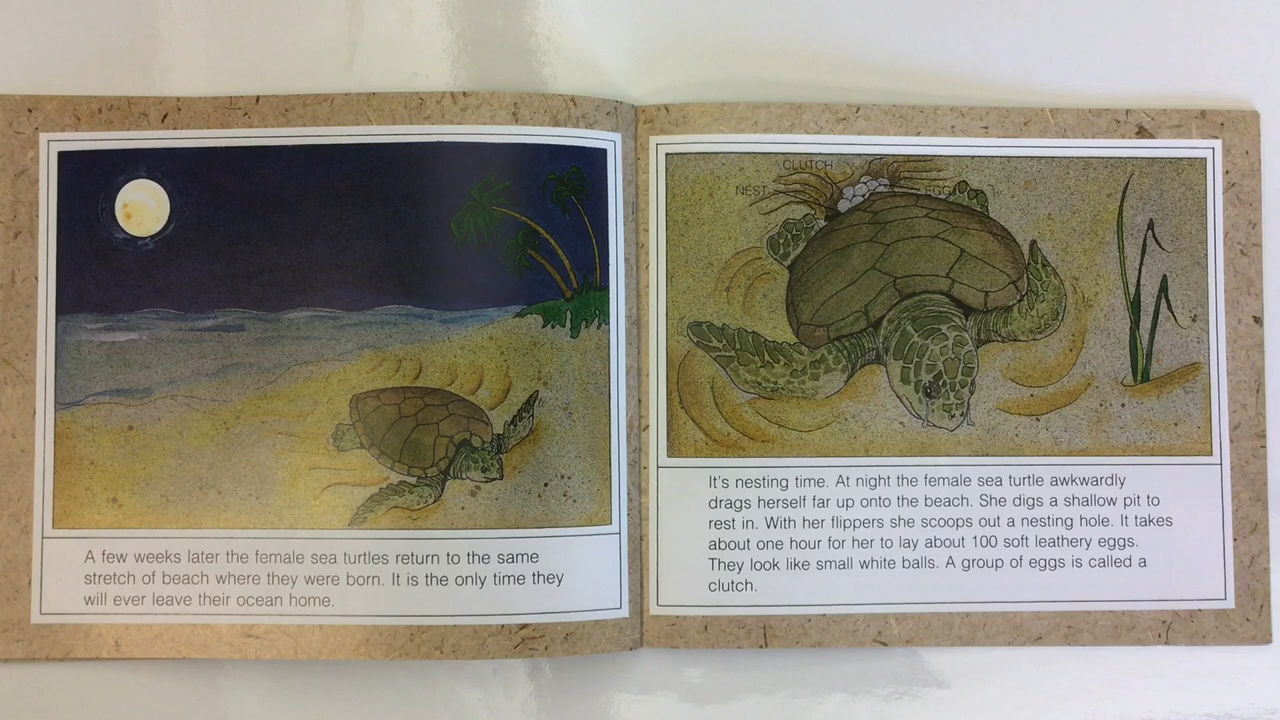 A few weeks later the female sea turtles return to the same
stretch of beach where they were born. It is the only time they
will ever leave their ocean home.
CLUTCH
NEST
EGG
It's nesting time. At night the female sea turtle awkwardly
drags herself far up onto the beach. She digs a shallow pit to
rest in. With her flippers she scoops out a nesting hole. It takes
about one hour for her to lay about 100 soft leathery eggs.
They look like small white balls. A group of eggs is called a
clutch.